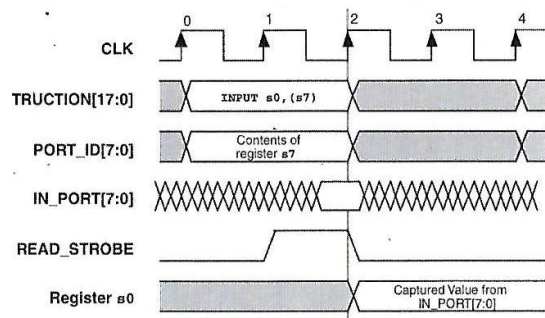 0 1 2 3 4
CLK
TRUCTION[17:0]
INPUT s0,(s7)
PORT_ID[7:0]
Contents of
register s7
IN_PORT[7:0]
READ_STROBE
Register s0
Captured Value from
IN_PORT[7:0]